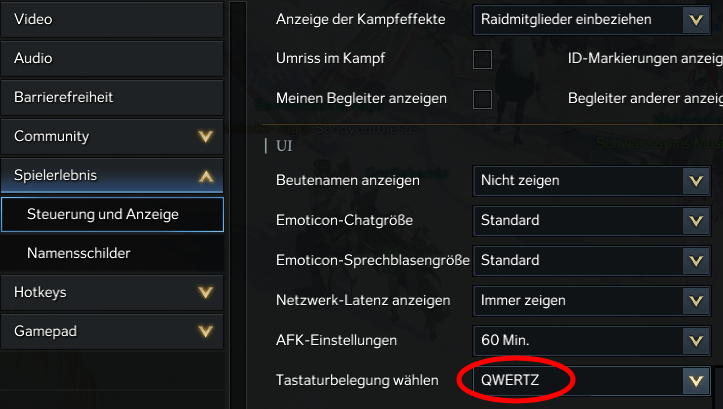 Video
Audio
Barrierefreiheit
Community
Spielerlebnis
Steuerung und Anzeige
Namensschilder
Hotkeys
Gamepad
Anzeige der Kampfeffekte Raidmitglieder einbeziehen
Umriss im Kampf ID-Markierungen anzeig
Meinen Begleiter anzeigen Begleiter anderer anzeig
UI
Beutenamen anzeigen Nicht zeigen
Emoticon-Chatgröße Standard
Emoticon-Sprechblasengröße Standard
Netzwerk-Latenz anzeigen Immer zeigen
AFK-Einstellungen 60 Min.
Tastaturbelegung wählen QWERTZ